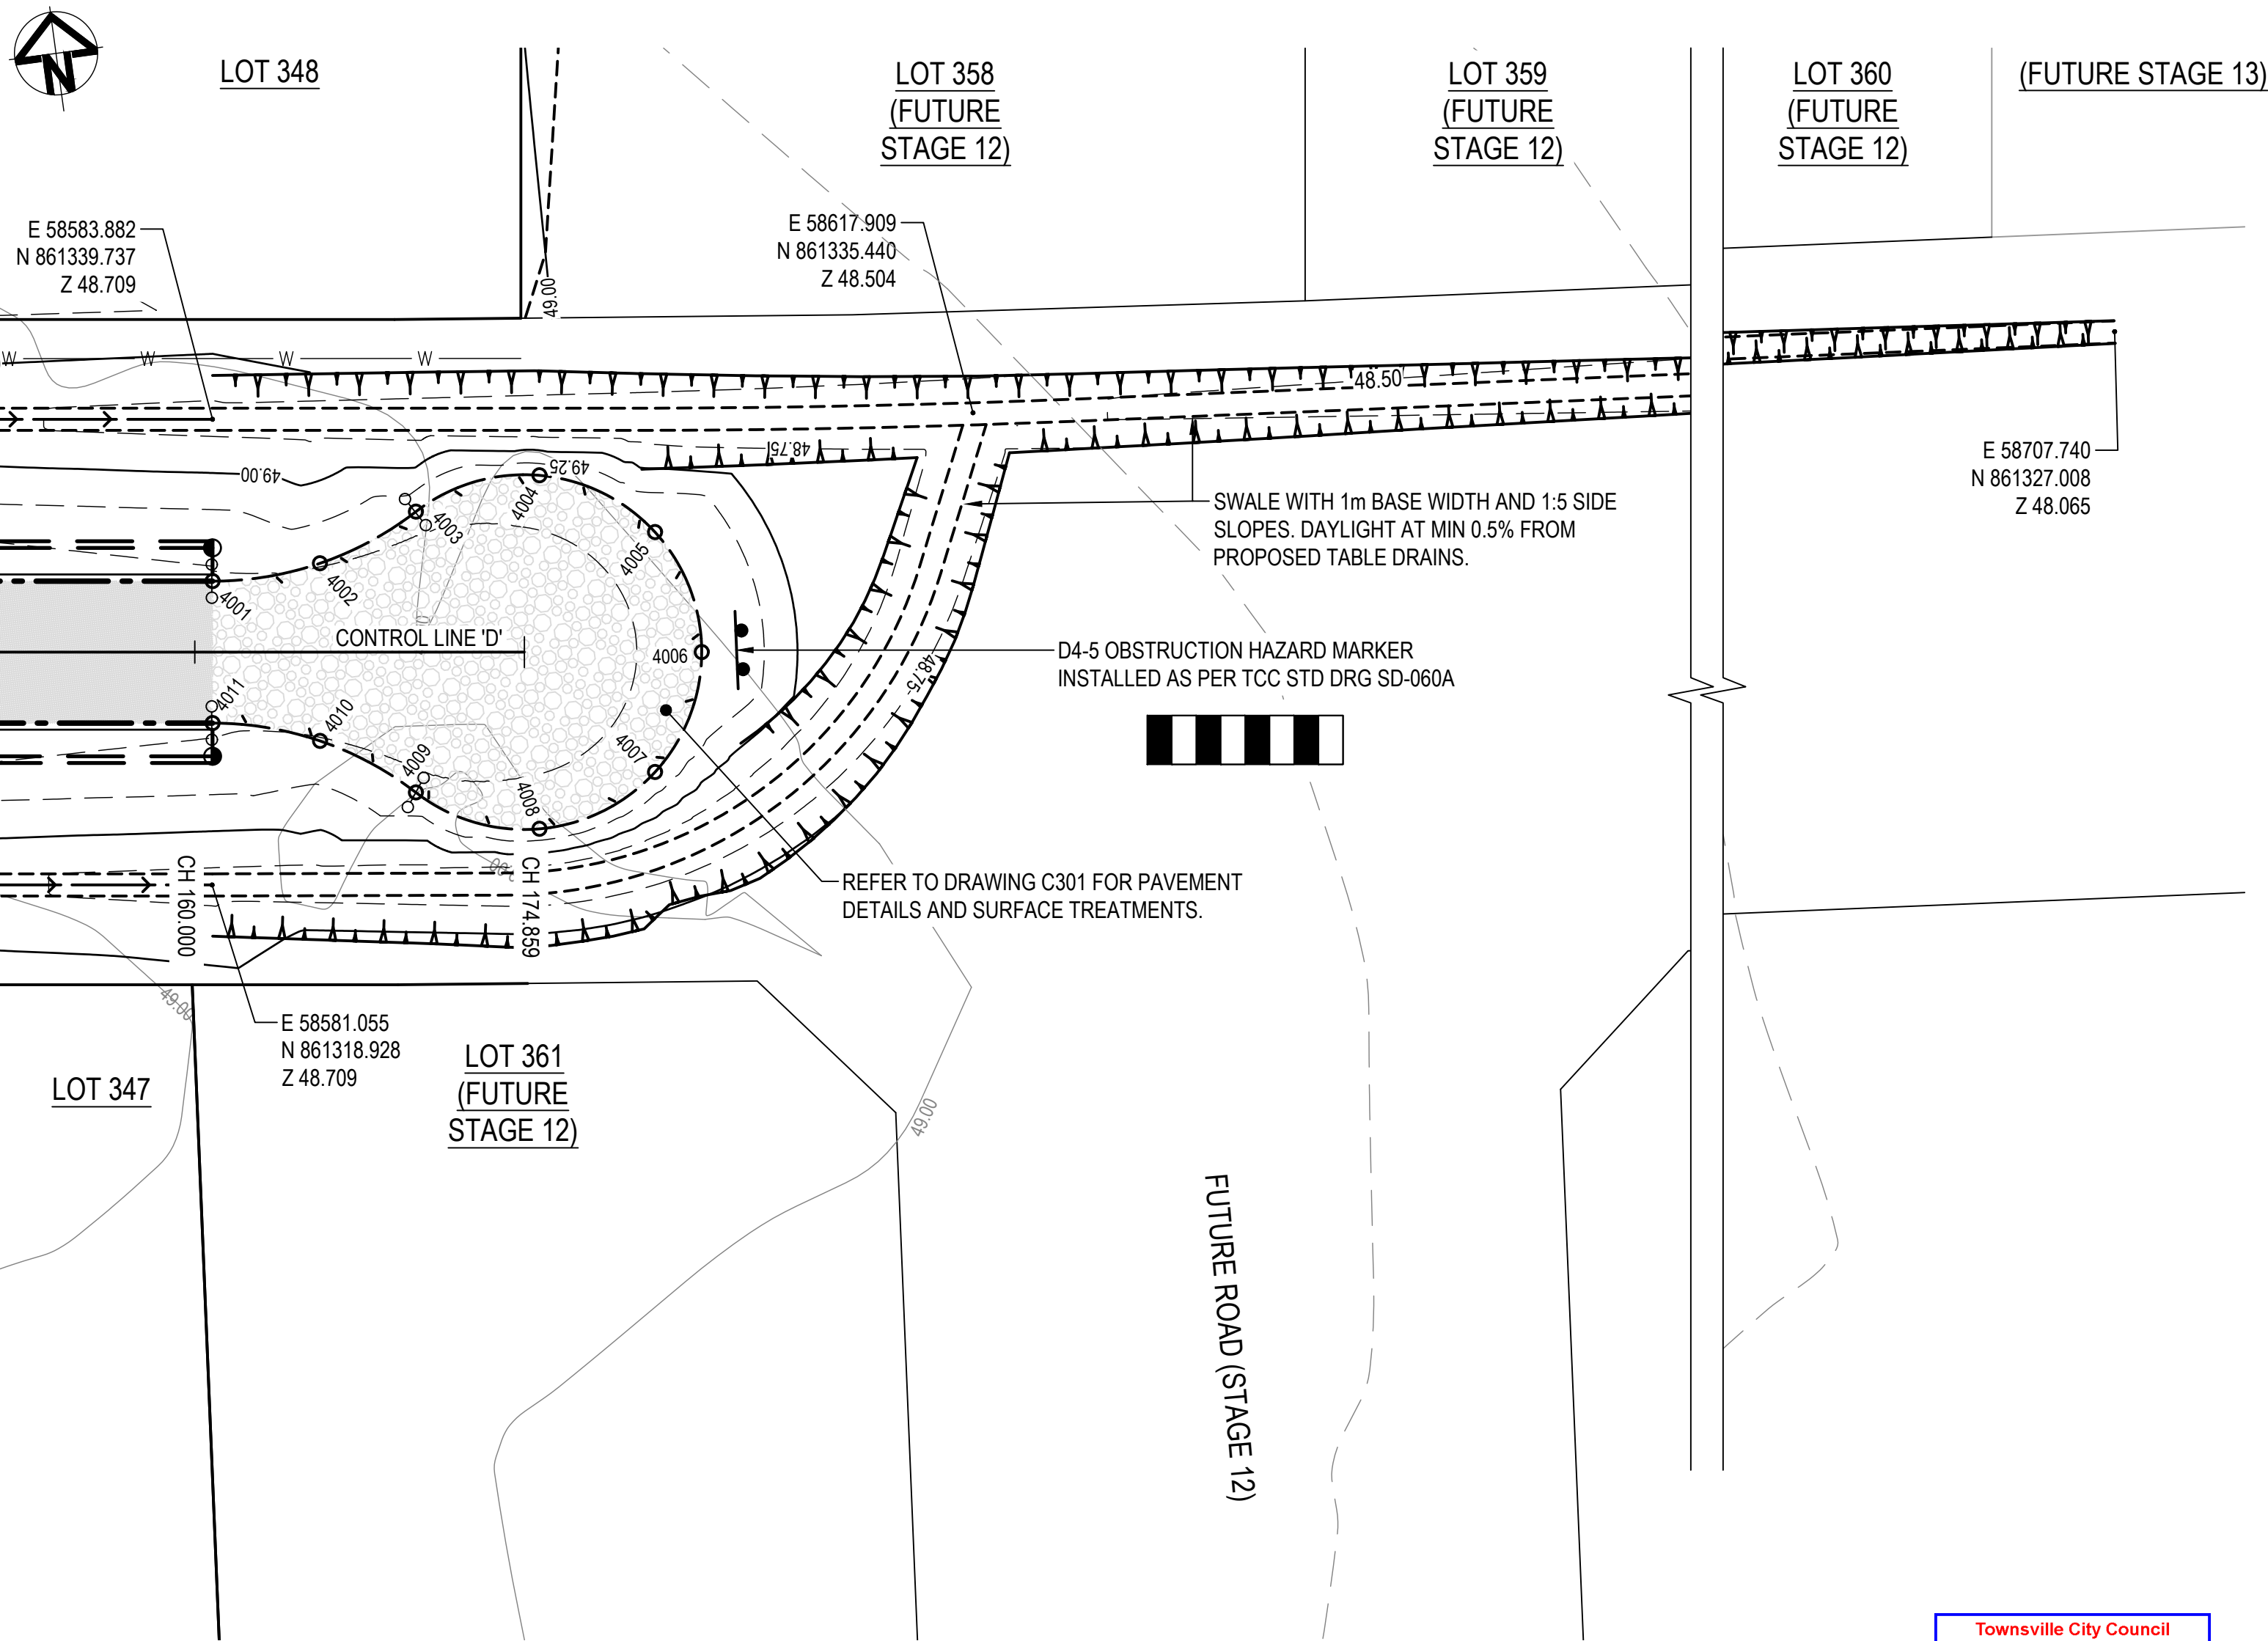 N
LOT 348
LOT 358
(FUTURE
STAGE 12)
LOT 359
(FUTURE
STAGE 12)
LOT 360
(FUTURE
STAGE 12)
(FUTURE STAGE 13)
E 58583.882
N 861339.737
Z 48.709
E 58617.909
N 861335.440
Z 48.504
49.00
W W W W
48.50
48.75
49.00
49.25
E 58707.740
N 861327.008
Z 48.065
SWALE WITH 1m BASE WIDTH AND 1:5 SIDE
SLOPES. DAYLIGHT AT MIN 0.5% FROM
PROPOSED TABLE DRAINS.
4001
4002
4003
4004
4005
4006
4007
4008
4009
4010
4011
CONTROL LINE 'D'
D4-5 OBSTRUCTION HAZARD MARKER
INSTALLED AS PER TCC STD DRG SD-060A
48.75
REFER TO DRAWING C301 FOR PAVEMENT
DETAILS AND SURFACE TREATMENTS.
CH 160.000
CH 174.859
49.00
E 58581.055
N 861318.928
Z 48.709
LOT 347
LOT 361
(FUTURE
STAGE 12)
49.00
FUTURE ROAD (STAGE 12)
Townsville City Council